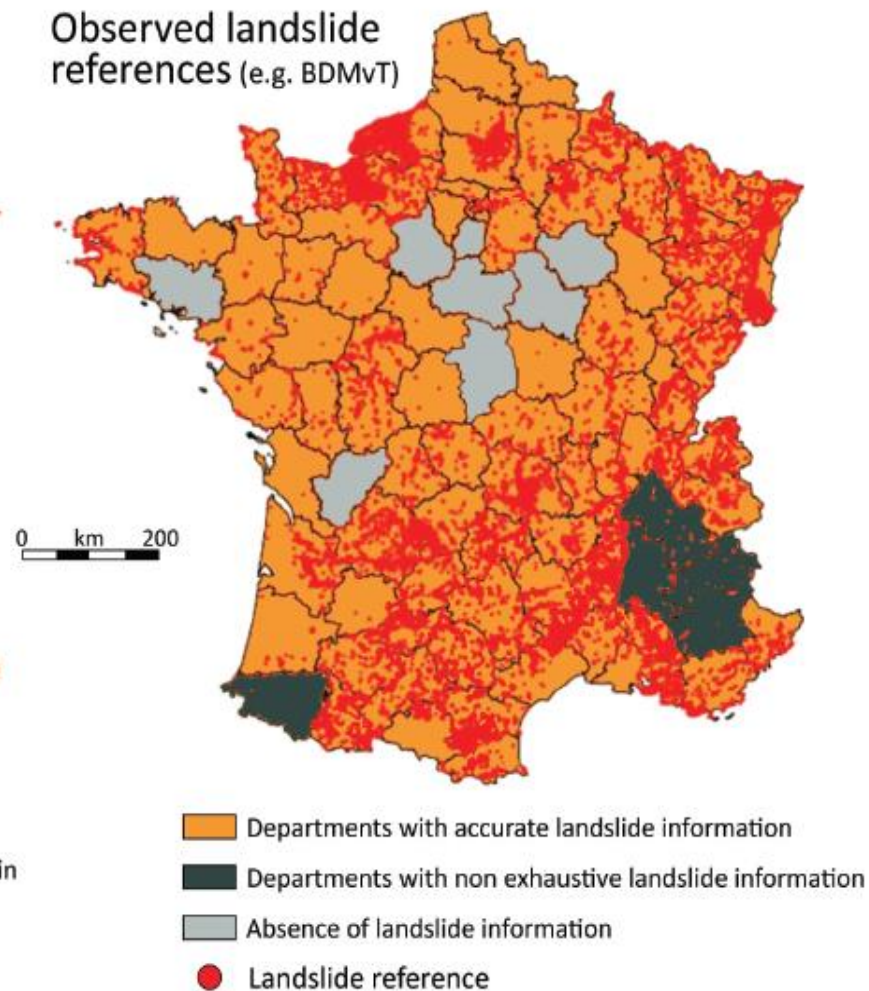 Observed landslide
references (e.g. BDMvT)
0 km 200
Departments with accurate landslide information
in
Departments with non exhaustive landslide information
Absence of landslide information
Landslide reference